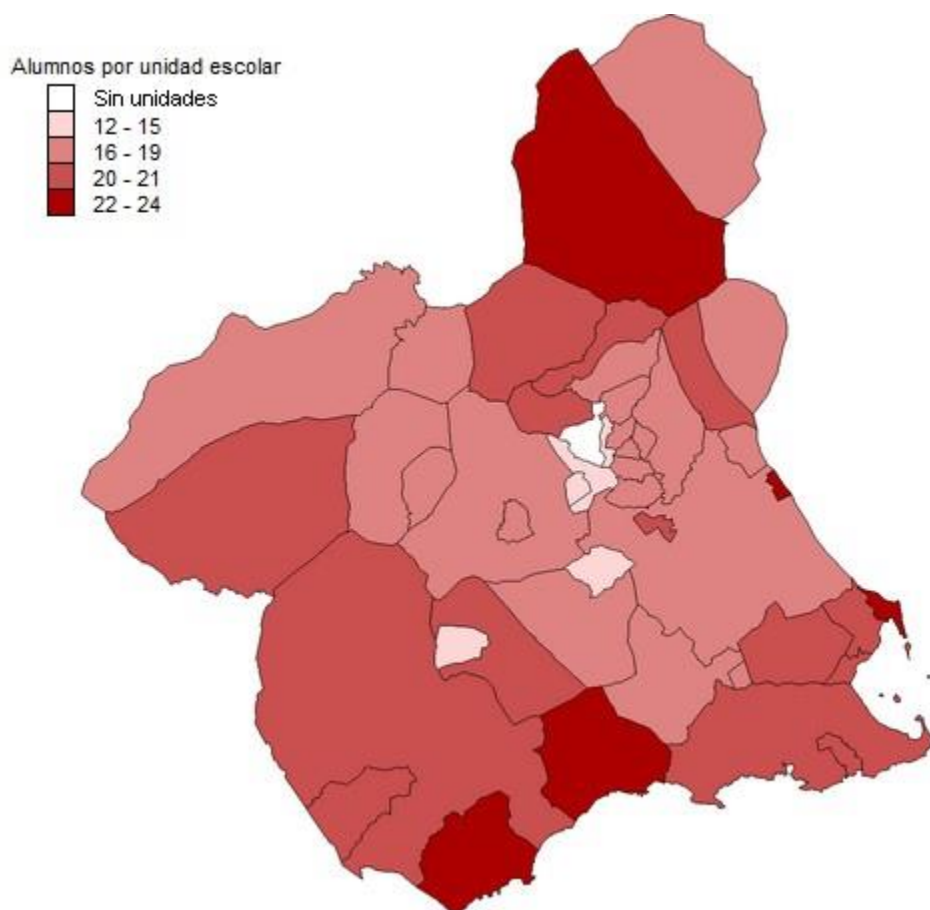 Alumnos por unidad escolar
Sin unidades
12 - 15
16 - 19
20 - 21
22 - 24